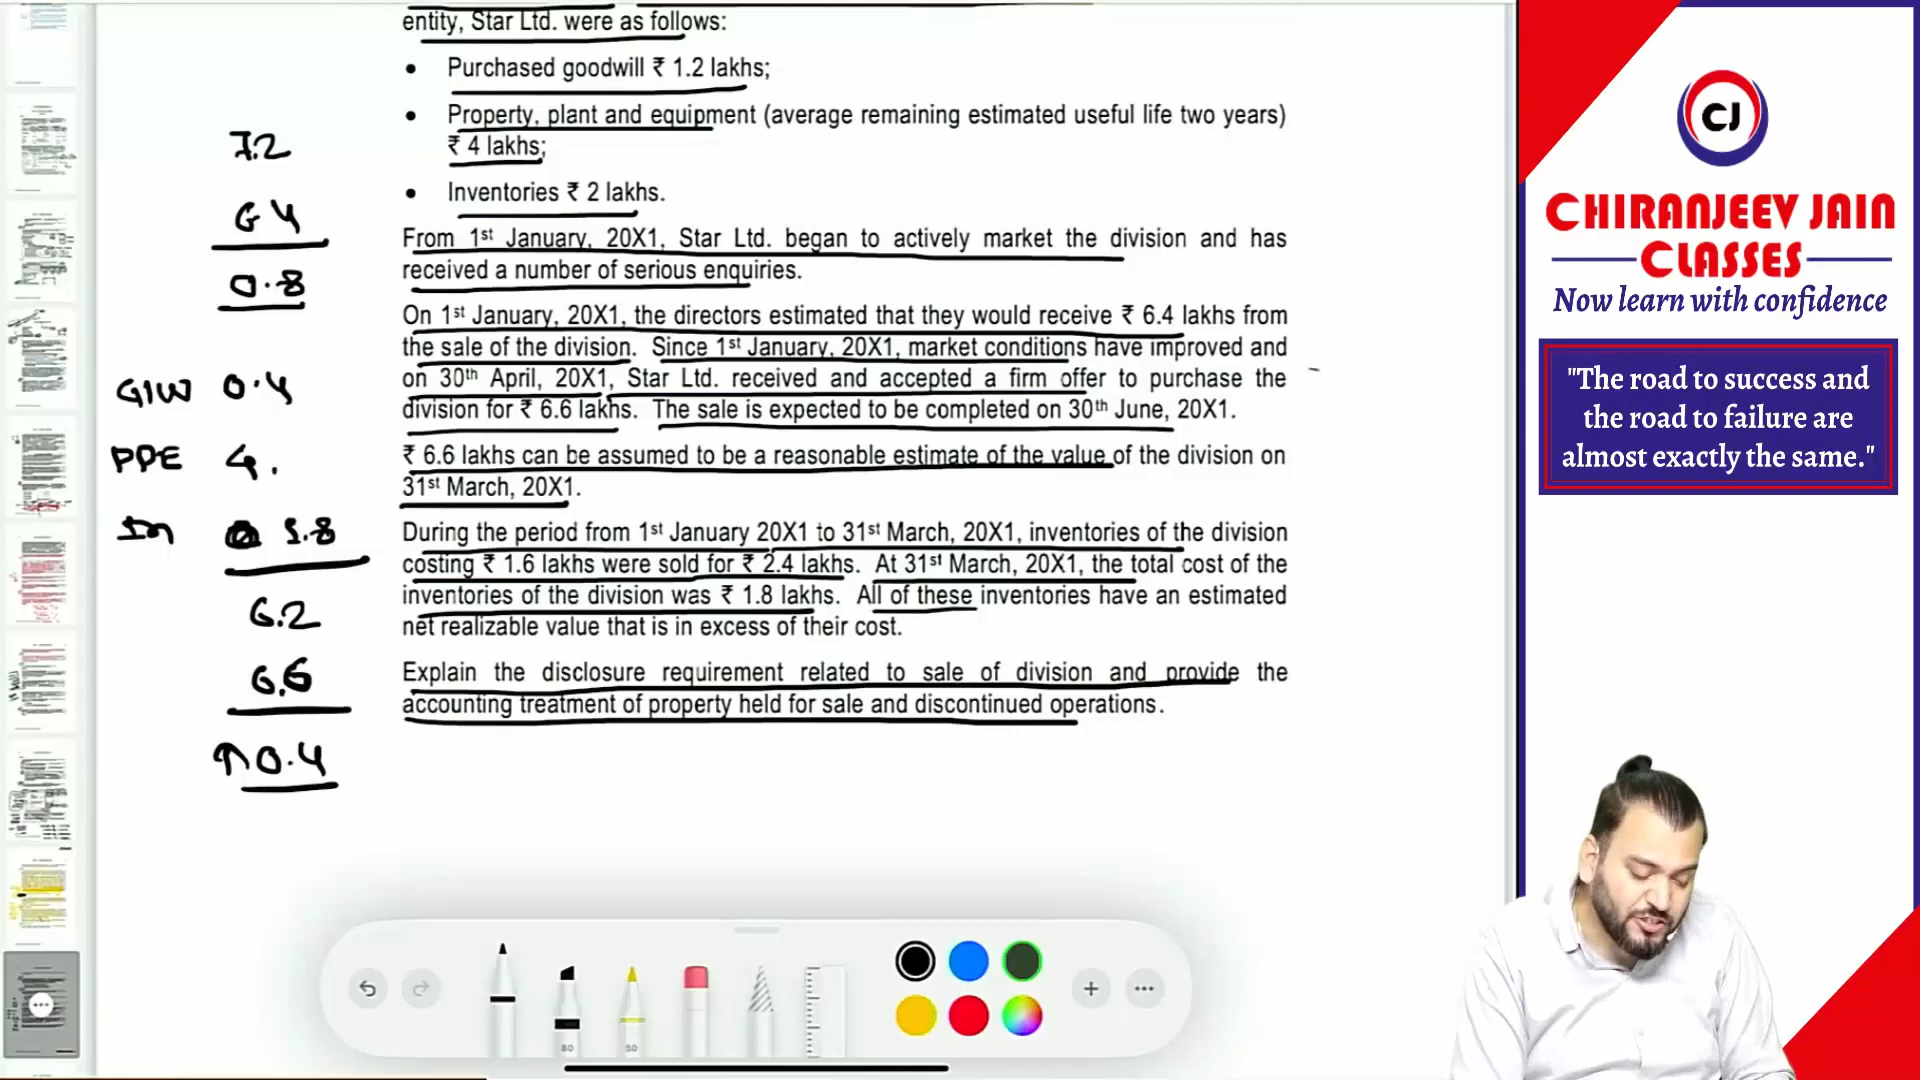 entity, Star Ltd. were as follows:
• Purchased goodwill ₹ 1.2 lakhs;
• Property, plant and equipment (average remaining estimated useful life two years)
₹ 4 lakhs;
• Inventories ₹ 2 lakhs.
From 1st January, 20X1, Star Ltd. began to actively market the division and has
received a number of serious enquiries.
On 1st January, 20X1, the directors estimated that they would receive ₹ 6.4 lakhs from
the sale of the division. Since 1st January, 20X1, market conditions have improved and
on 30th April, 20X1, Star Ltd. received and accepted a firm offer to purchase the
division for ₹ 6.6 lakhs. The sale is expected to be completed on 30th June, 20X1.
₹ 6.6 lakhs can be assumed to be a reasonable estimate of the value of the division on
31st March, 20X1.
During the period from 1st January 20X1 to 31st March, 20X1, inventories of the division
costing ₹ 1.6 lakhs were sold for ₹ 2.4 lakhs. At 31st March, 20X1, the total cost of the
inventories of the division was ₹ 1.8 lakhs. All of these inventories have an estimated
net realizable value that is in excess of their cost.
Explain the disclosure requirement related to sale of division and provide the
accounting treatment of property held for sale and discontinued operations.
7.2
6 4
0.8
G/W 0.4
PPE 4.
In 1.8
6.2
6.6
↑ 0.4
80
50
CJ
CHIRANJEEV JAIN
CLASSES
Now learn with confidence
"The road to success and
the road to failure are
almost exactly the same."